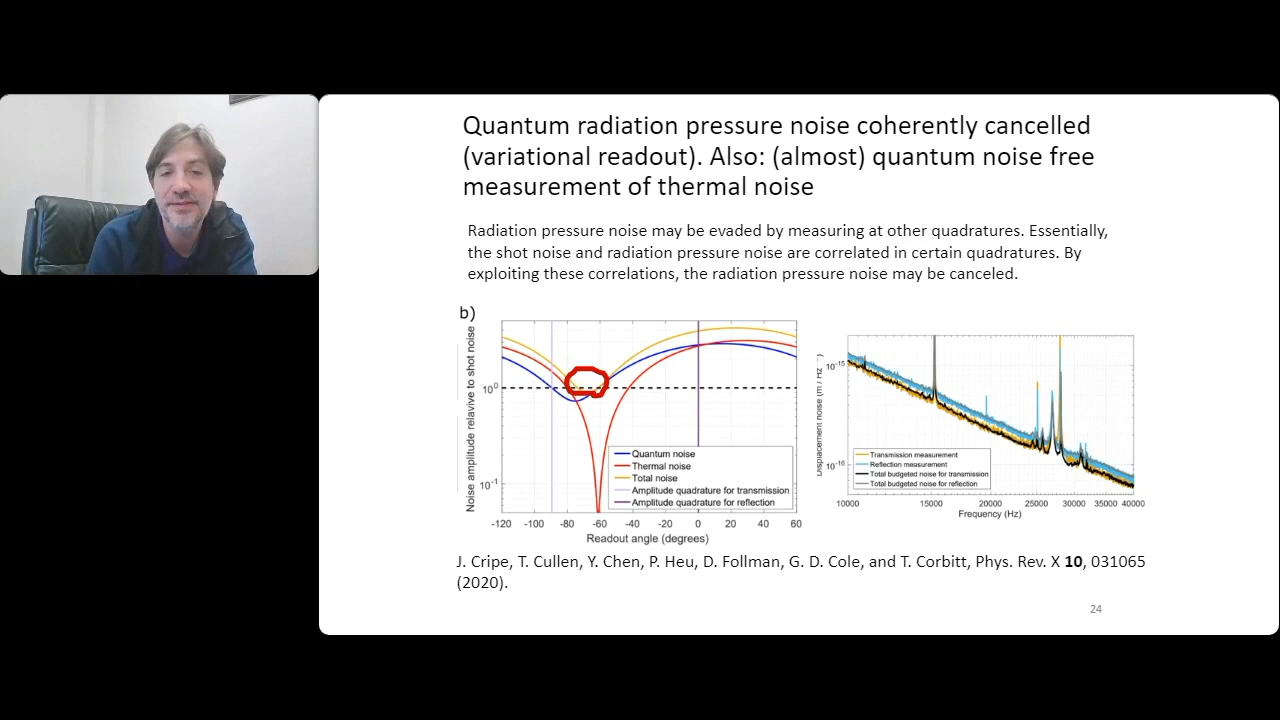 Quantum radiation pressure noise coherently cancelled
(variational readout). Also: (almost) quantum noise free
measurement of thermal noise
Radiation pressure noise may be evaded by measuring at other quadratures. Essentially,
the shot noise and radiation pressure noise are correlated in certain quadratures. By
exploiting these correlations, the radiation pressure noise may be canceled.
b)
Noise amplitude relavive to shot noise
10^0
10^-1
Quantum noise
Thermal noise
Total noise
Amplitude quadrature for transmission
Amplitude quadrature for reflection
-120 -100 -80 -60 -40 -20 0 20 40 60
Readout angle (degrees)
Displacement noise (m / Hz
10^-15
10^-16
Transmission measurement
Reflection measurement
Total budgeted noise for transmission
Total budgeted noise for reflection
10000 15000 20000 25000 30000 35000 40000
Frequency (Hz)
J. Cripe, T. Cullen, Y. Chen, P. Heu, D. Follman, G. D. Cole, and T. Corbitt, Phys. Rev. X 10, 031065
(2020).
24